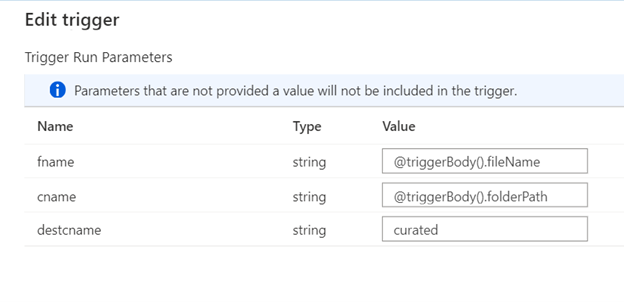 Edit trigger
Trigger Run Parameters
Parameters that are not provided a value will not be included in the trigger.
Name Type Value
fname string @triggerBody().fileName
cname string @triggerBody().folderPath
destcname string curated